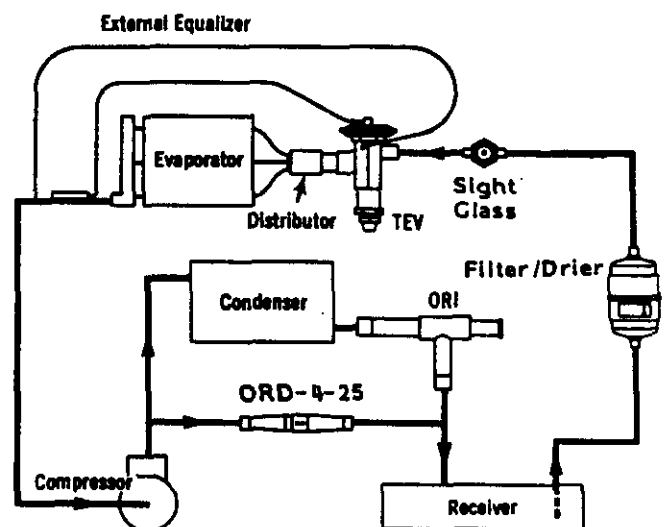 External Equalizer
Evaporator
Distributor
TEV
Sight
Glass
Filter/Drier
Condenser
ORI
ORD-4-25
Compressor
Receiver